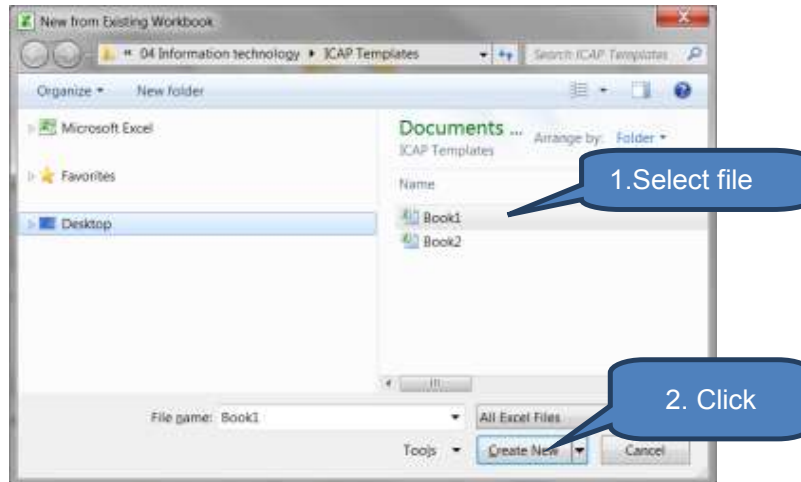 New from Existing Workbook
« 04 Information technology ▸ ICAP Templates Search ICAP Templates
Organize New folder
Microsoft Excel
Favorites
Desktop
Documents ... Arrange by: Folder
ICAP Templates
Name
1.Select file
Book1
Book2
2. Click
File name: Book1 All Excel Files
Tools Create New Cancel